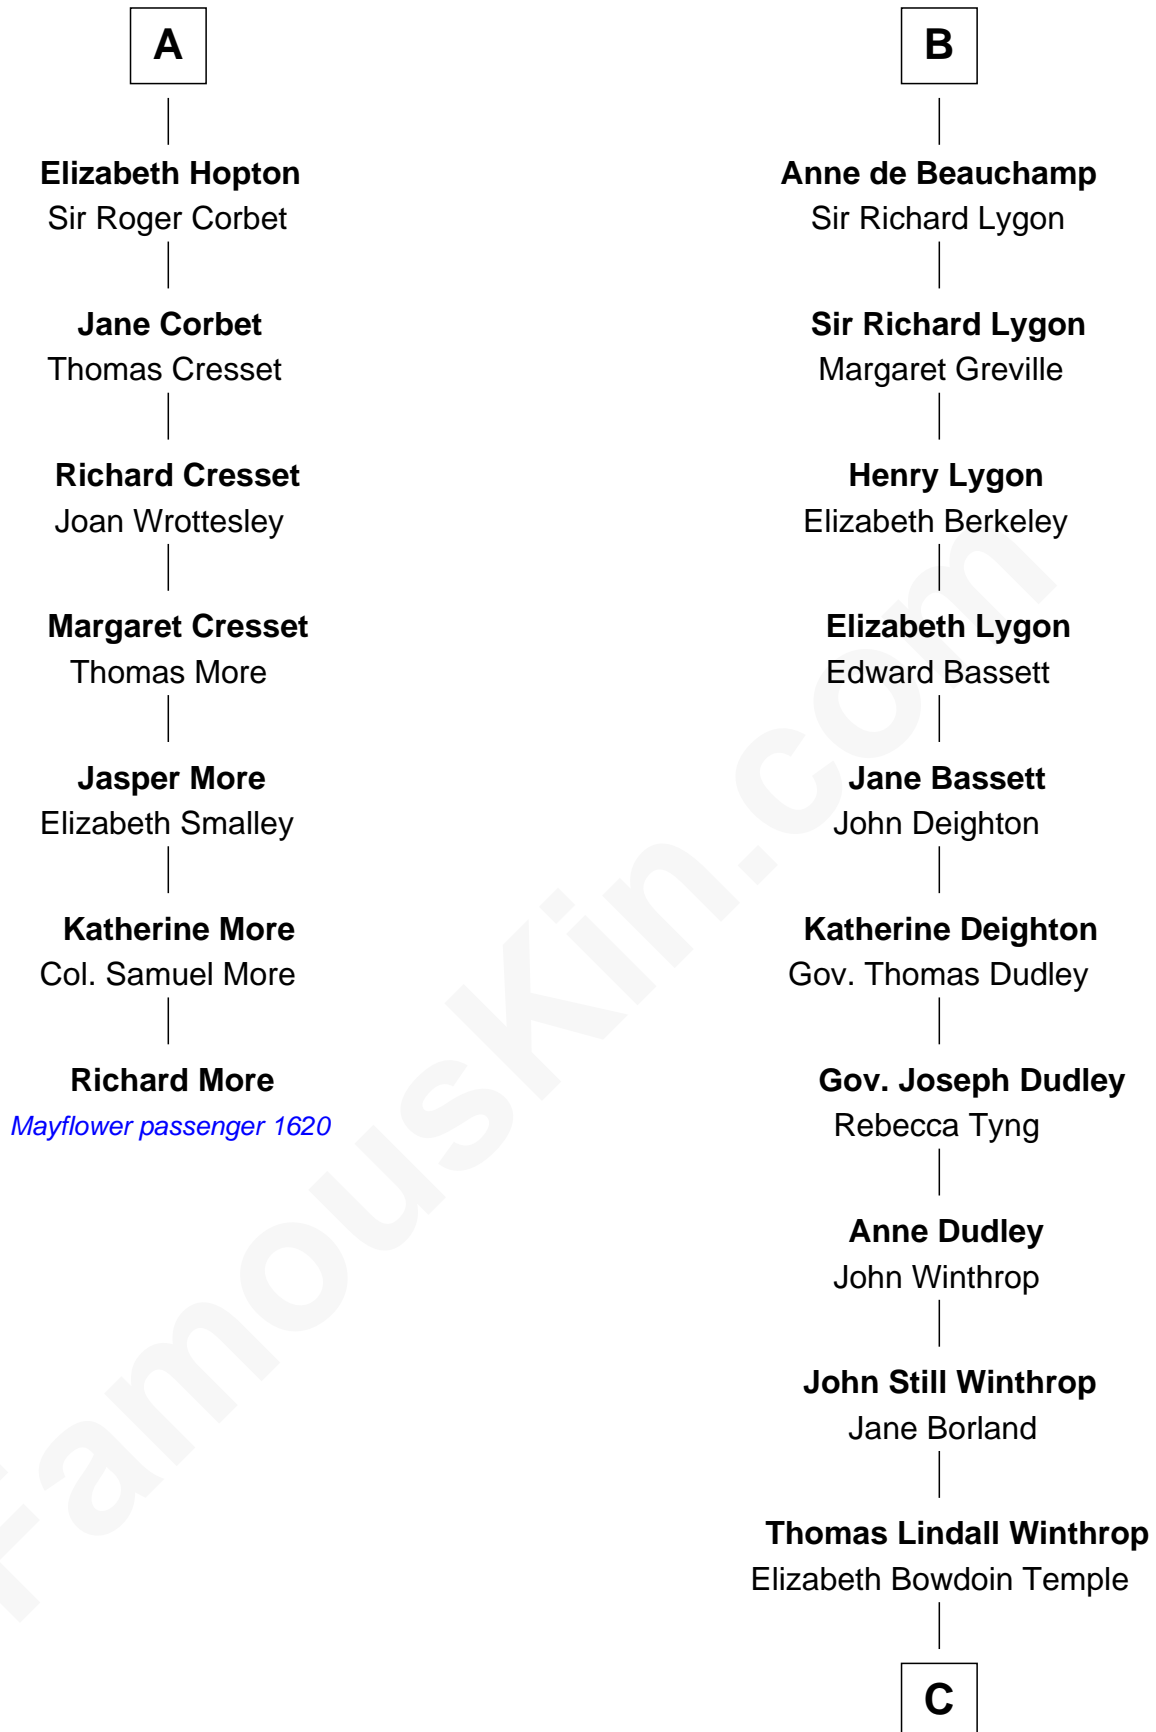 A
Elizabeth Hopton
Sir Roger Corbet
Jane Corbet
Thomas Cresset
Richard Cresset
Joan Wrottesley
Margaret Cresset
Thomas More
Jasper More
Elizabeth Smalley
Katherine More
Col. Samuel More
Richard More
Mayflower passenger 1620
B
Anne de Beauchamp
Sir Richard Lygon
Sir Richard Lygon
Margaret Greville
Henry Lygon
Elizabeth Berkeley
Elizabeth Lygon
Edward Bassett
Jane Bassett
John Deighton
Katherine Deighton
Gov. Thomas Dudley
Gov. Joseph Dudley
Rebecca Tyng
Anne Dudley
John Winthrop
John Still Winthrop
Jane Borland
Thomas Lindall Winthrop
Elizabeth Bowdoin Temple
C
FamousKin.com